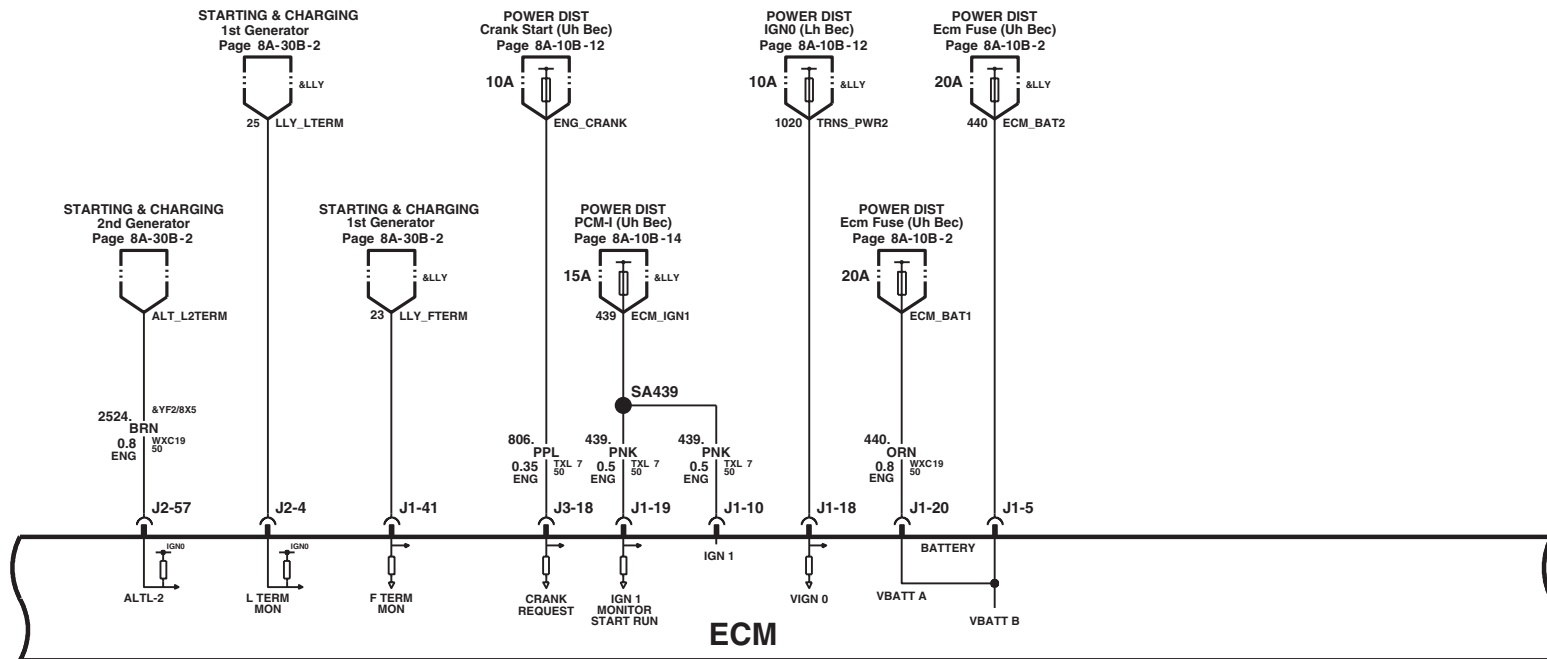 STARTING & CHARGING
1st Generator
Page 8A-30B-2
&LLY
25 LLY_LTERM
POWER DIST
Crank Start (Uh Bec)
Page 8A-10B-12
10A
ENG_CRANK
POWER DIST
IGN0 (Lh Bec)
Page 8A-10B-12
10A
&LLY
1020 TRNS_PWR2
POWER DIST
Ecm Fuse (Uh Bec)
Page 8A-10B-2
20A
&LLY
440 ECM_BAT2
STARTING & CHARGING
2nd Generator
Page 8A-30B-2
ALT_L2TERM
STARTING & CHARGING
1st Generator
Page 8A-30B-2
&LLY
23 LLY_FTERM
POWER DIST
PCM-I (Uh Bec)
Page 8A-10B-14
15A
&LLY
439 ECM_IGN1
POWER DIST
Ecm Fuse (Uh Bec)
Page 8A-10B-2
20A
ECM_BAT1
SA439
2524.
&YF2/8X5
BRN
0.8
WXC19
50
ENG
806.
PPL
0.35
TXL 7
50
ENG
439.
PNK
0.5
TXL 7
50
ENG
439.
PNK
0.5
TXL 7
50
ENG
440.
ORN
0.8
WXC19
50
ENG
J2-57
J2-4
J1-41
J3-18
J1-19
J1-10
J1-18
J1-20
J1-5
IGN0
ALTL-2
IGN0
L TERM
MON
F TERM
MON
CRANK
REQUEST
IGN 1
MONITOR
START RUN
IGN 1
VIGN 0
BATTERY
VBATT A
VBATT B
ECM